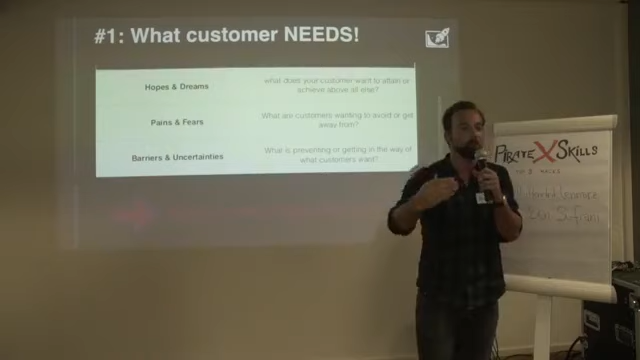 #1: What customer NEEDS!
Hopes & Dreams
what does your customer want to attain or
achieve above all else?
Pains & Fears
What are customers wanting to avoid or get
away from?
Barriers & Uncertainties
What is preventing or getting in the way of
what customers want?
PIRATE X SKILLS